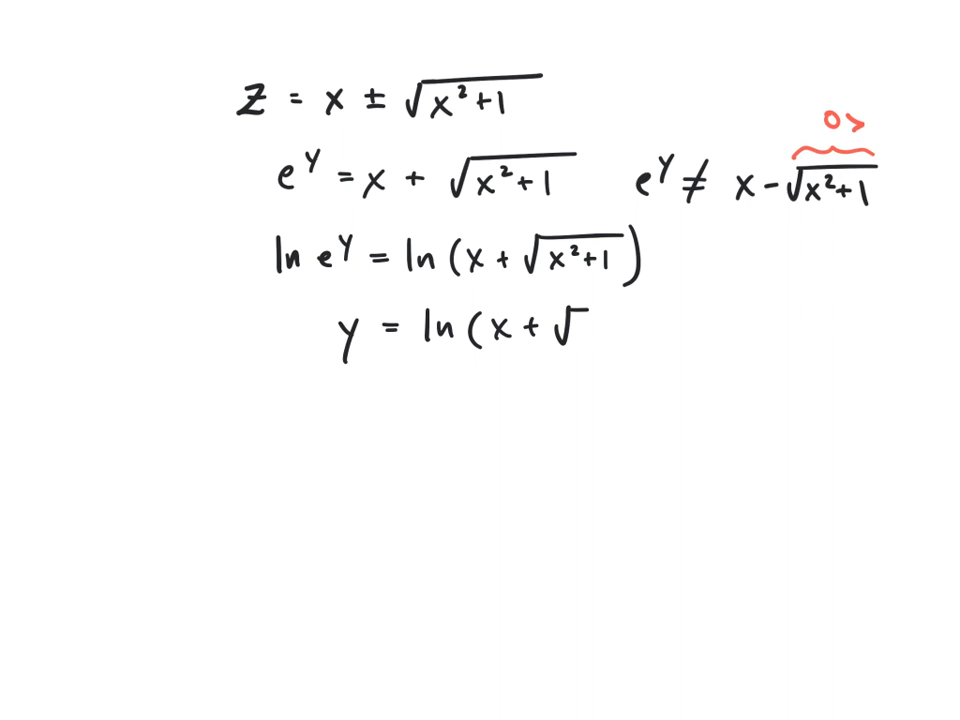 z = x ± √(x²+1)
0 >
e^y = x + √(x²+1) e^y ≠ x - √(x²+1)
ln e^y = ln (x + √(x²+1))
y = ln (x + √